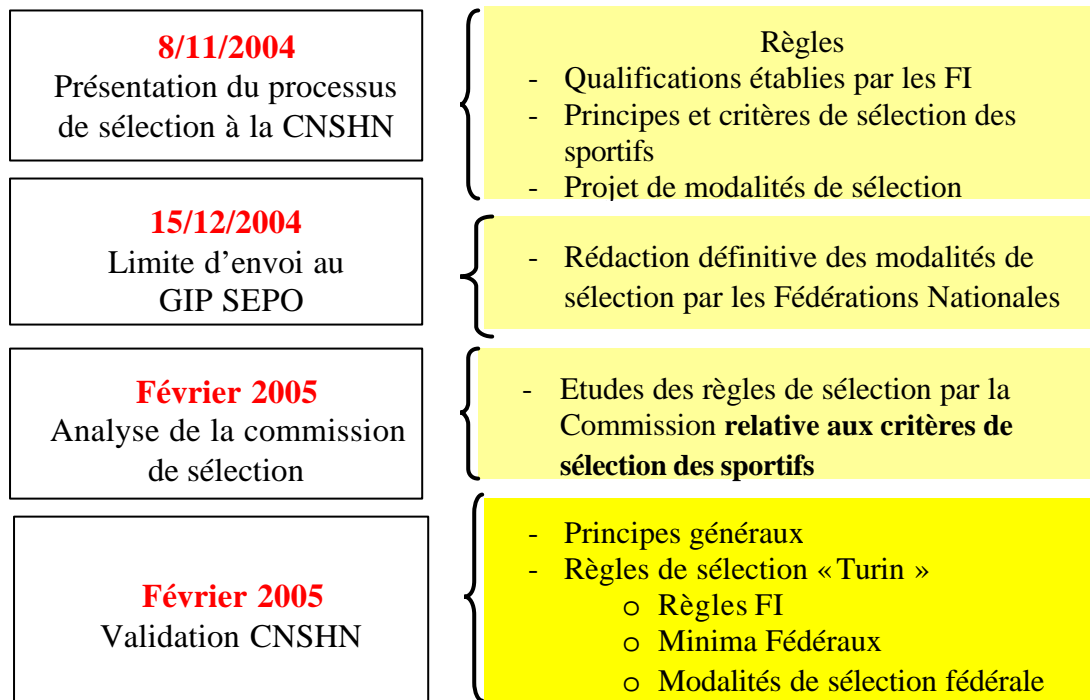 8/11/2004
Présentation du processus
de sélection à la CNSHN
Règles
- Qualifications établies par les FI
- Principes et critères de sélection des
sportifs
- Projet de modalités de sélection
15/12/2004
Limite d’envoi au
GIP SEPO
- Rédaction définitive des modalités de
sélection par les Fédérations Nationales
Février 2005
Analyse de la commission
de sélection
- Etudes des règles de sélection par la
Commission relative aux critères de
sélection des sportifs
Février 2005
Validation CNSHN
- Principes généraux
- Règles de sélection « Turin »
o Règles FI
o Minima Fédéraux
o Modalités de sélection fédérale